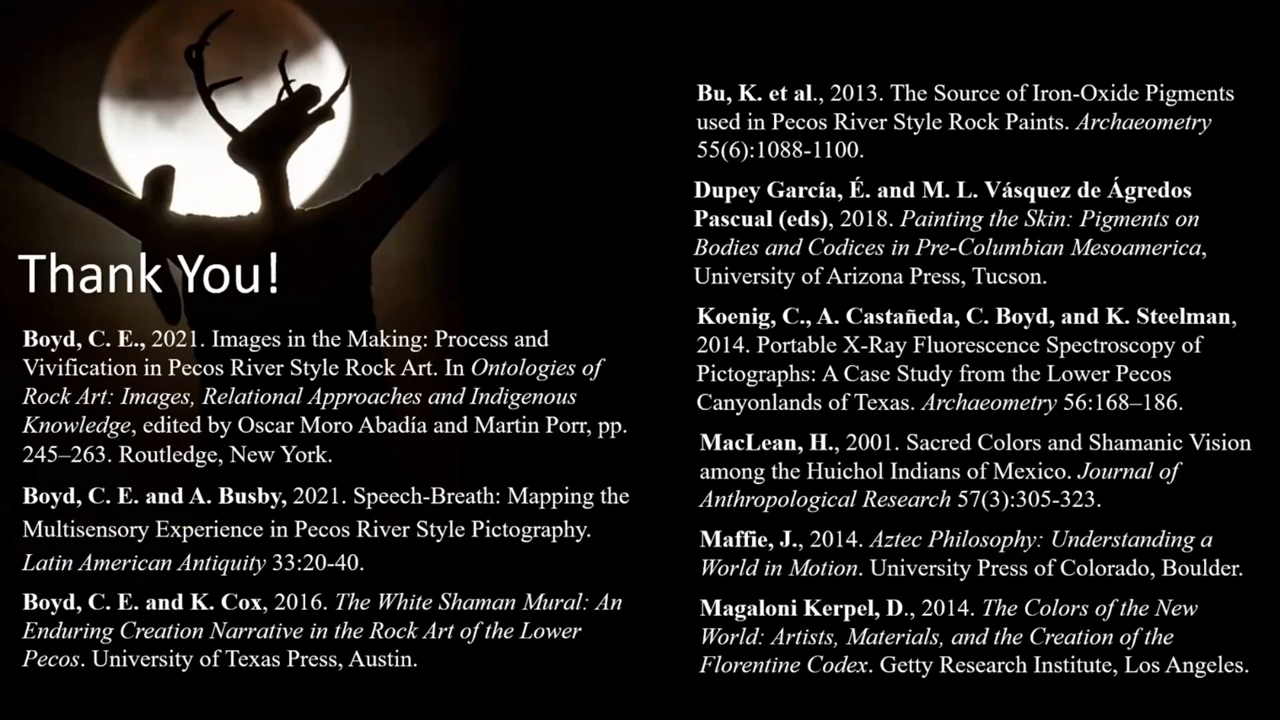 Thank You!
Boyd, C. E., 2021. Images in the Making: Process and
Vivification in Pecos River Style Rock Art. In Ontologies of
Rock Art: Images, Relational Approaches and Indigenous
Knowledge, edited by Oscar Moro Abadía and Martin Porr, pp.
245–263. Routledge, New York.
Boyd, C. E. and A. Busby, 2021. Speech-Breath: Mapping the
Multisensory Experience in Pecos River Style Pictography.
Latin American Antiquity 33:20-40.
Boyd, C. E. and K. Cox, 2016. The White Shaman Mural: An
Enduring Creation Narrative in the Rock Art of the Lower
Pecos. University of Texas Press, Austin.
Bu, K. et al., 2013. The Source of Iron-Oxide Pigments
used in Pecos River Style Rock Paints. Archaeometry
55(6):1088-1100.
Dupey García, É. and M. L. Vásquez de Ágredos
Pascual (eds), 2018. Painting the Skin: Pigments on
Bodies and Codices in Pre-Columbian Mesoamerica,
University of Arizona Press, Tucson.
Koenig, C., A. Castañeda, C. Boyd, and K. Steelman,
2014. Portable X-Ray Fluorescence Spectroscopy of
Pictographs: A Case Study from the Lower Pecos
Canyonlands of Texas. Archaeometry 56:168–186.
MacLean, H., 2001. Sacred Colors and Shamanic Vision
among the Huichol Indians of Mexico. Journal of
Anthropological Research 57(3):305-323.
Maffie, J., 2014. Aztec Philosophy: Understanding a
World in Motion. University Press of Colorado, Boulder.
Magaloni Kerpel, D., 2014. The Colors of the New
World: Artists, Materials, and the Creation of the
Florentine Codex. Getty Research Institute, Los Angeles.